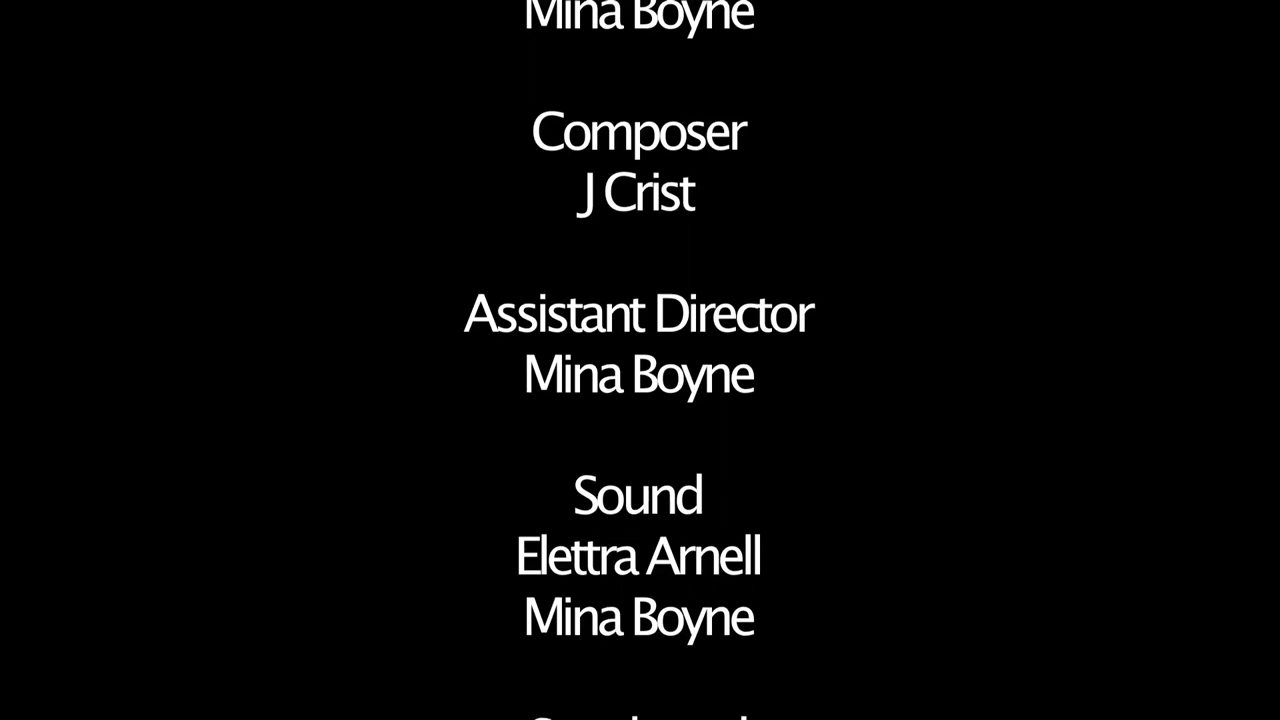 Mina Boyne
Composer
J Crist
Assistant Director
Mina Boyne
Sound
Elettra Arnell
Mina Boyne